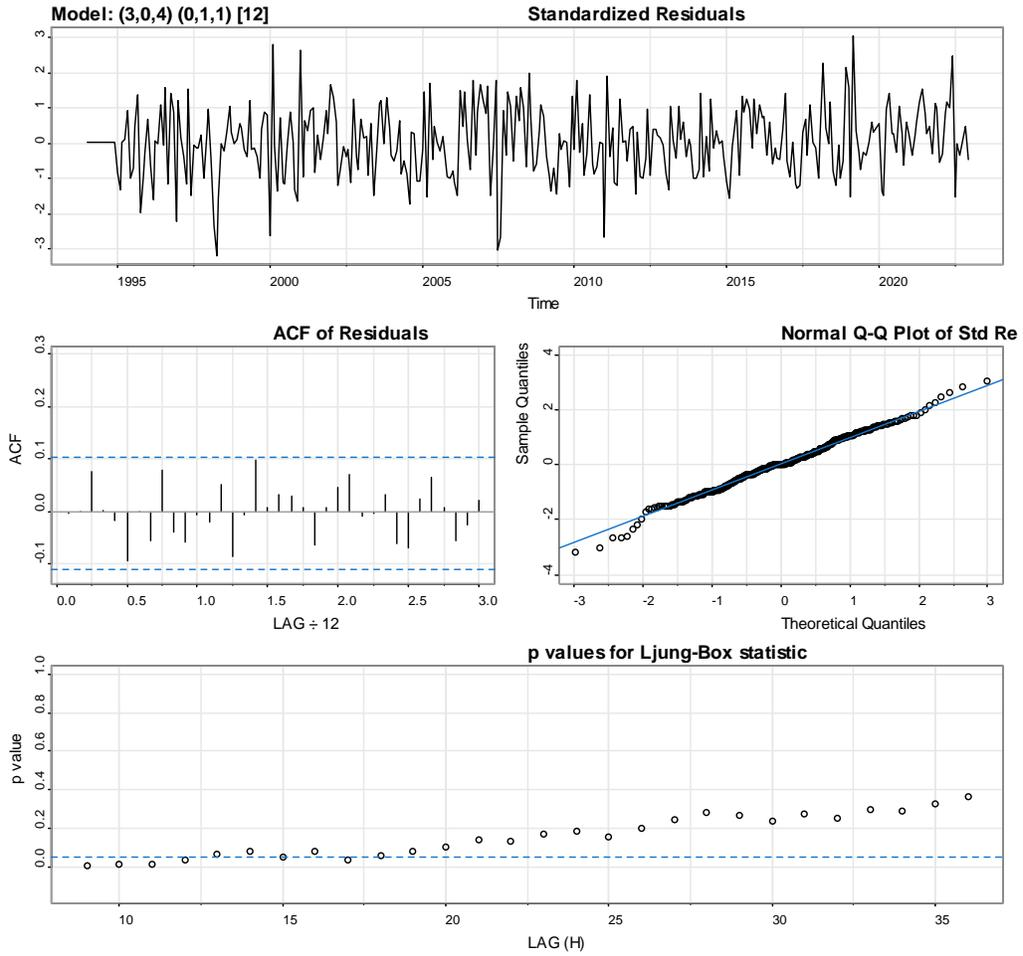 Model: (3,0,4) (0,1,1) [12] Standardized Residuals
3
2
1
0
-1
-2
-3
1995 2000 2005 2010 2015 2020
Time
ACF of Residuals
ACF
0.3
0.2
0.1
0.0
-0.1
0.0 0.5 1.0 1.5 2.0 2.5 3.0
LAG ÷ 12
Normal Q-Q Plot of Std Re
Sample Quantiles
4
2
0
-2
-4
-3 -2 -1 0 1 2 3
Theoretical Quantiles
p values for Ljung-Box statistic
p value
1.0
0.8
0.6
0.4
0.2
0.0
10 15 20 25 30 35
LAG (H)